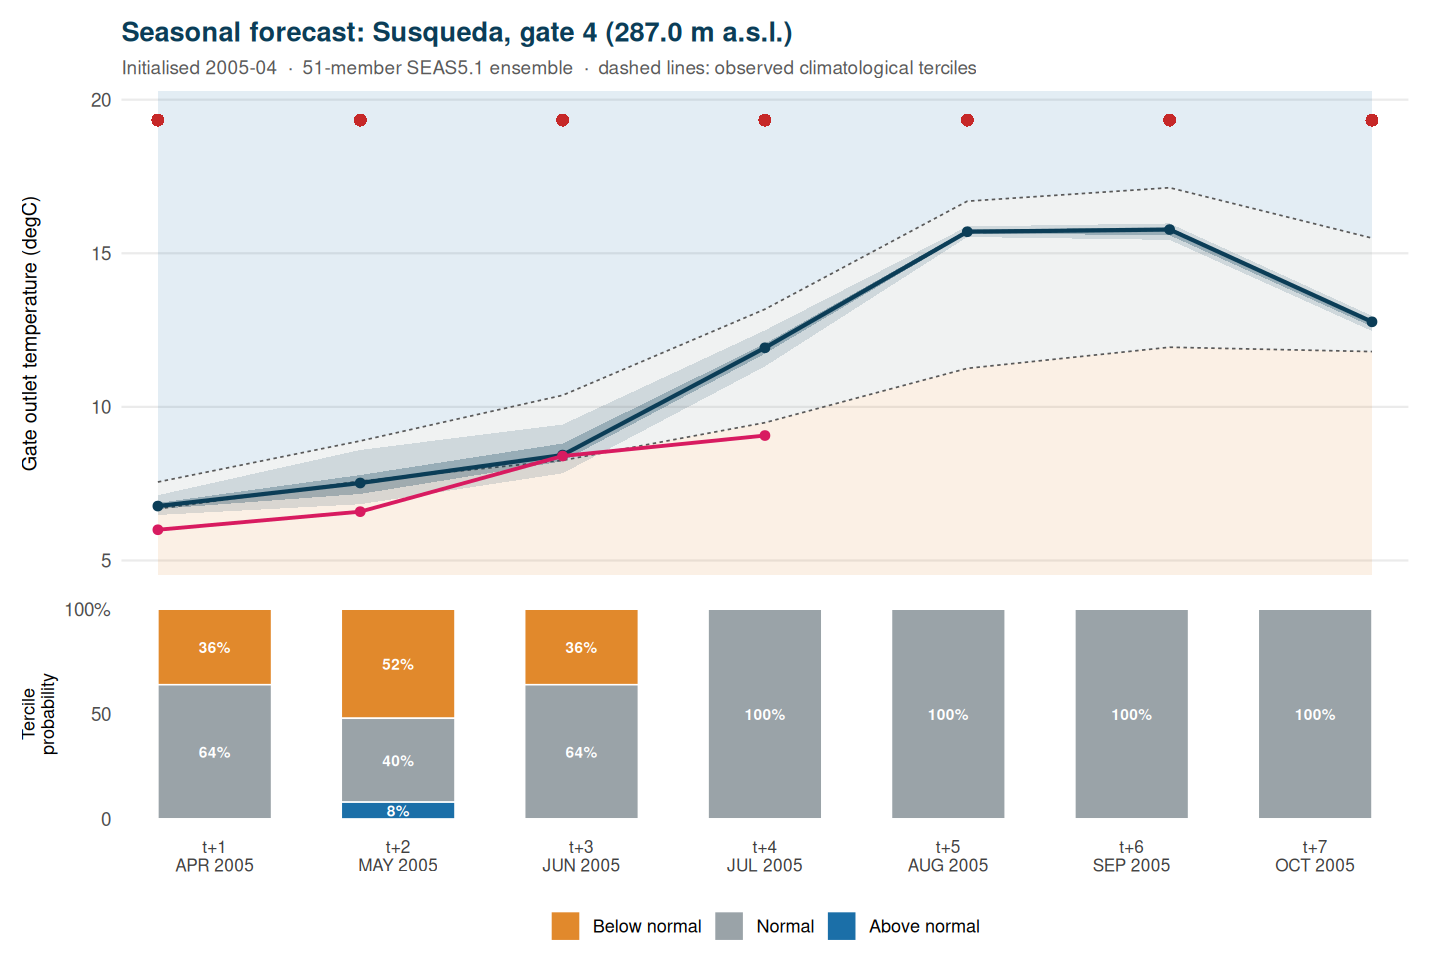 Seasonal forecast: Susqueda, gate 4 (287.0 m a.s.l.)
Initialised 2005-04 · 51-member SEAS5.1 ensemble · dashed lines: observed climatological terciles
Gate outlet temperature (degC)
20
15
10
5
Tercile
probability
100%
50
0
36%
52%
36%
64%
40%
64%
8%
100%
100%
100%
100%
t+1
APR 2005
t+2
MAY 2005
t+3
JUN 2005
t+4
JUL 2005
t+5
AUG 2005
t+6
SEP 2005
t+7
OCT 2005
Below normal
Normal
Above normal